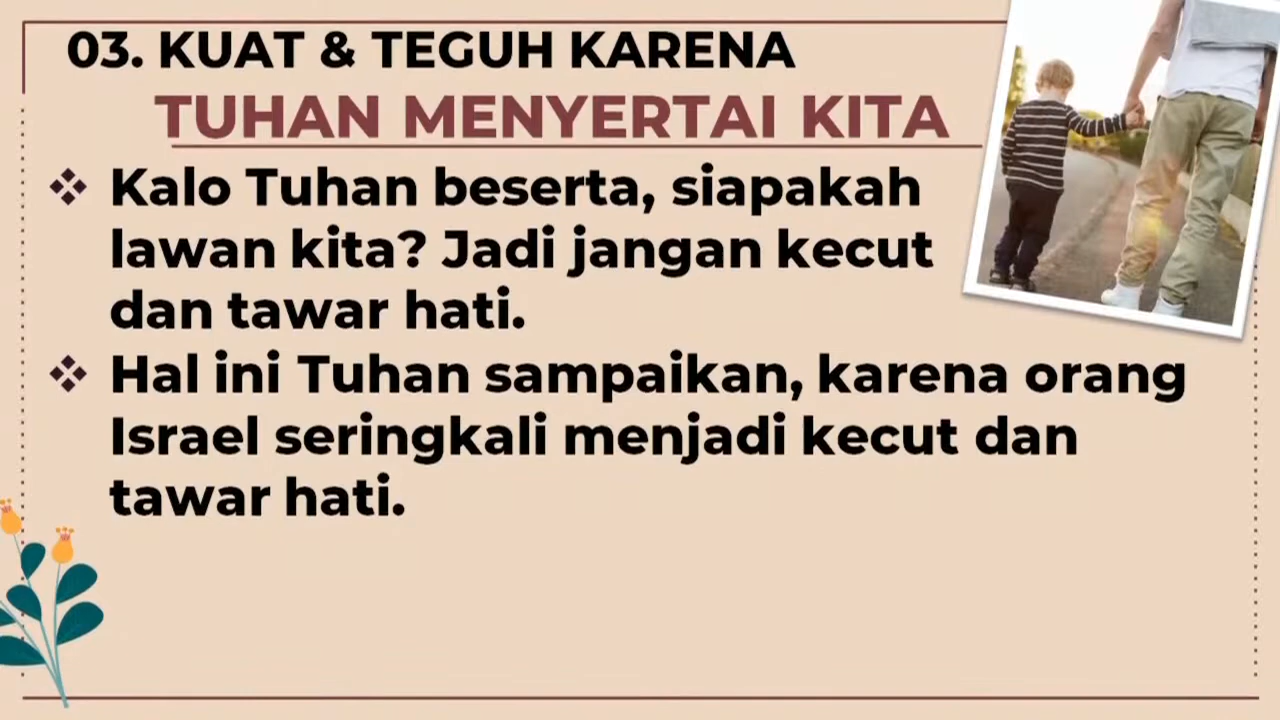 03. KUAT & TEGUH KARENA
TUHAN MENYERTAI KITA
❖ Kalo Tuhan beserta, siapakah
lawan kita? Jadi jangan kecut
dan tawar hati.
❖ Hal ini Tuhan sampaikan, karena orang
Israel seringkali menjadi kecut dan
tawar hati.